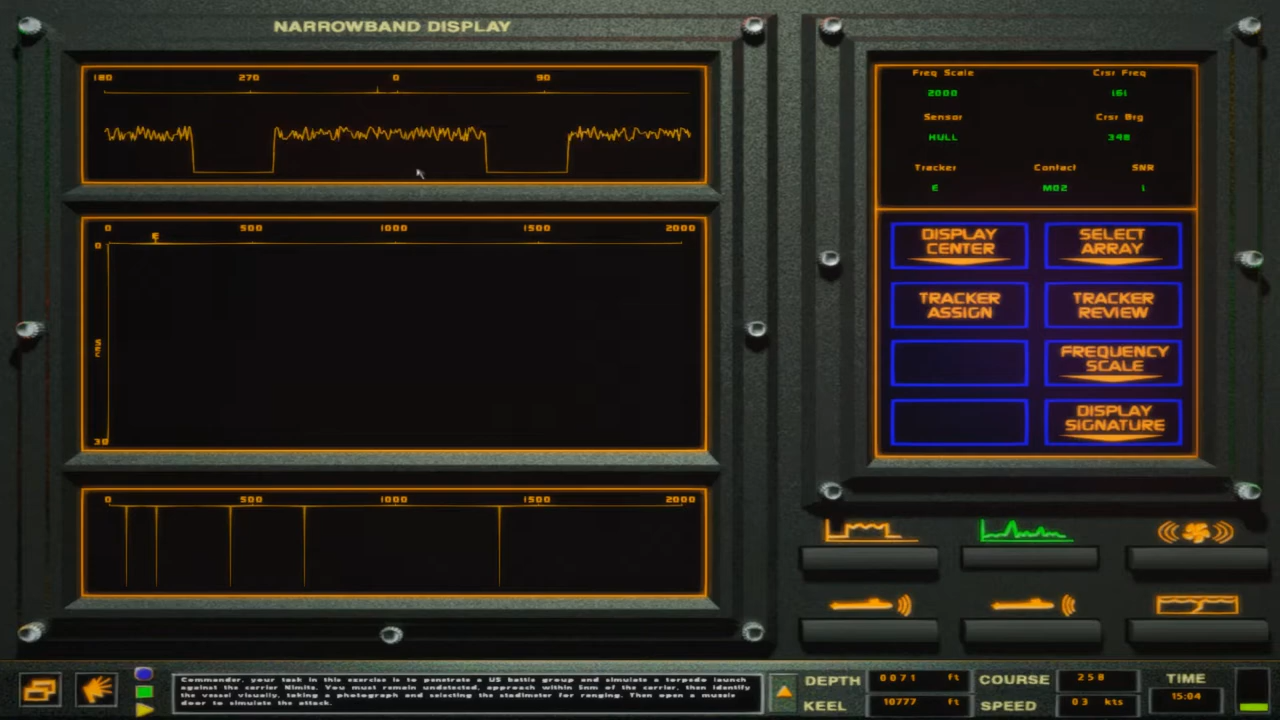 NARROWBAND DISPLAY
180 270 0 90
0 500 1000 1500 2000
E
0
30
0 500 1000 1500 2000
Freq Scale Crsr Freq
2000 161
Sensor Crsr Brg
HULL 348
Tracker Contact SNR
E M02 1
DISPLAY CENTER
SELECT ARRAY
TRACKER ASSIGN
TRACKER REVIEW
FREQUENCY SCALE
DISPLAY SIGNATURE
Commander, your task in this exercise is to penetrate a US battle group and simulate a torpedo launch
against the carrier Nimitz. You must remain undetected, approach within 5nm of the carrier, then identify
the vessel visually, taking a photograph and selecting the stadimeter for ranging. Then open a muzzle
door to simulate the attack.
DEPTH 0071 ft COURSE 258 TIME
KEEL 10777 ft SPEED 03 kts 15:04